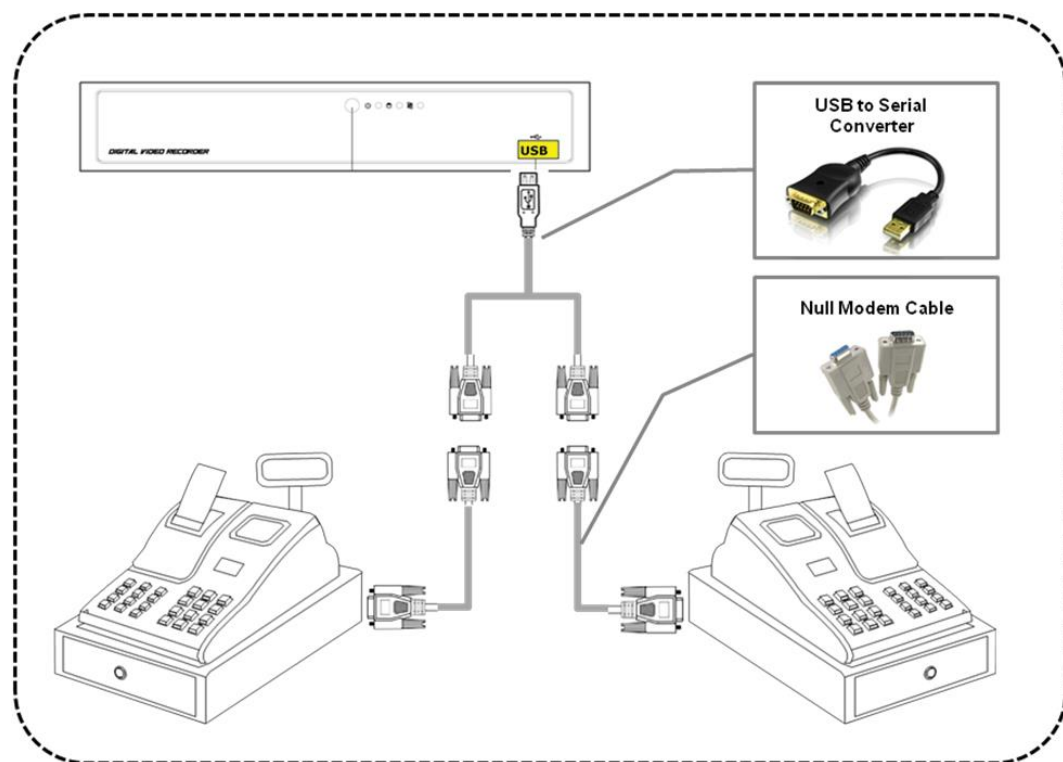 USB to Serial
Converter
DIGITAL VIDEO RECORDER
USB
Null Modem Cable